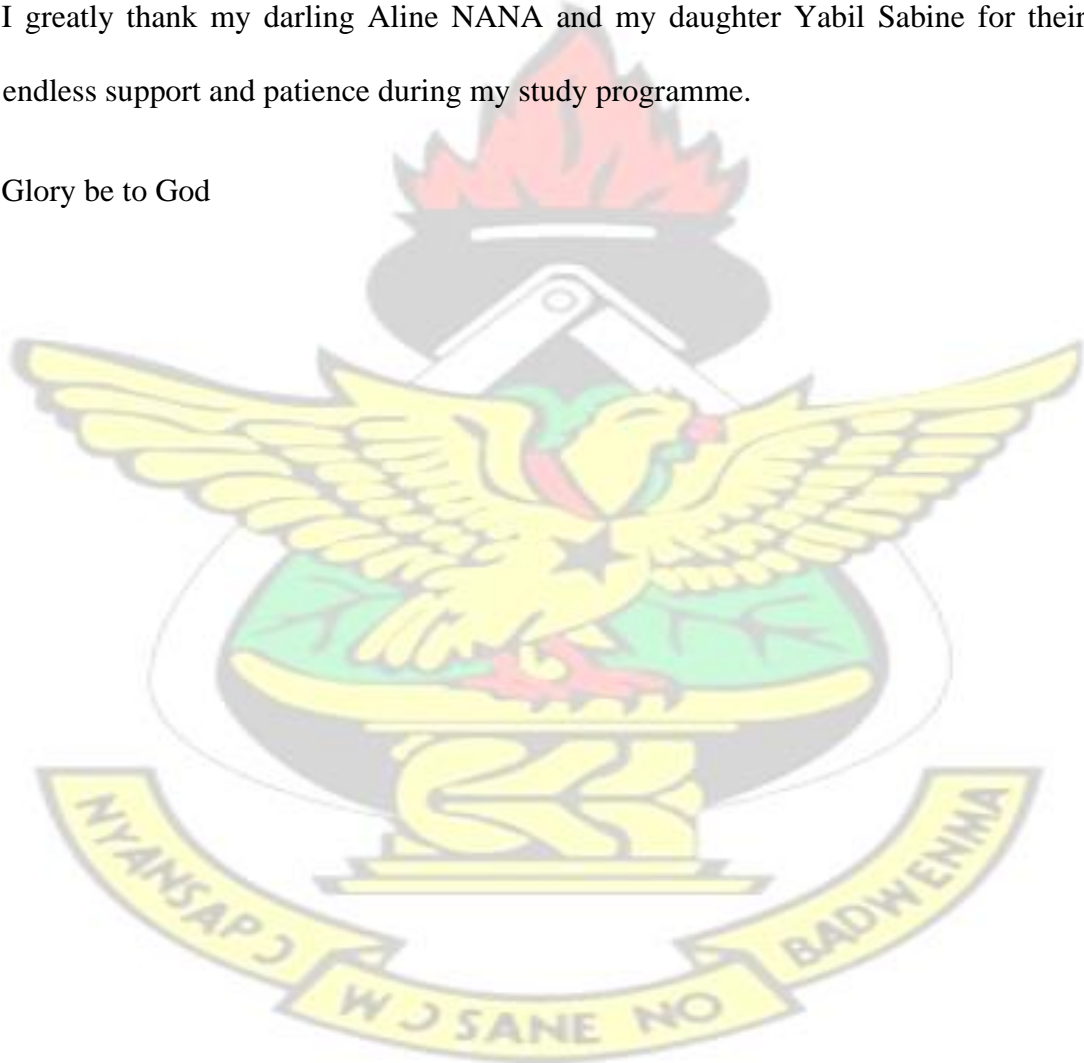 I greatly thank my darling Aline NANA and my daughter Yabil Sabine for their
endless support and patience during my study programme.
Glory be to God
NYANSAPƆ WƆSANE NO BADWENMA